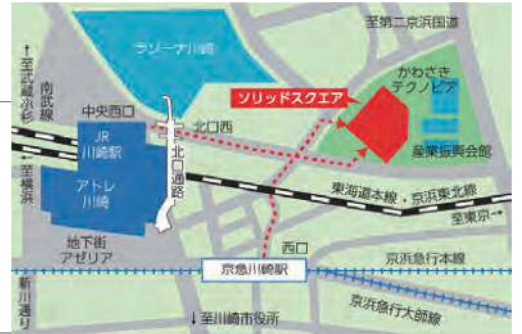 至第二京浜国道
ラゾーナ川崎
かわさき
テクノピア
ソリッドスクエア
↑至武蔵小杉
南武線
中央西口
北口西
JR
川崎駅
北口通路
産業振興会館
←至横浜
アトレ
川崎
東海道本線・京浜東北線
至東京→
地下街
アゼリア
西口
京急川崎駅
京浜急行本線
新川通り
京浜急行大師線
↓至川崎市役所